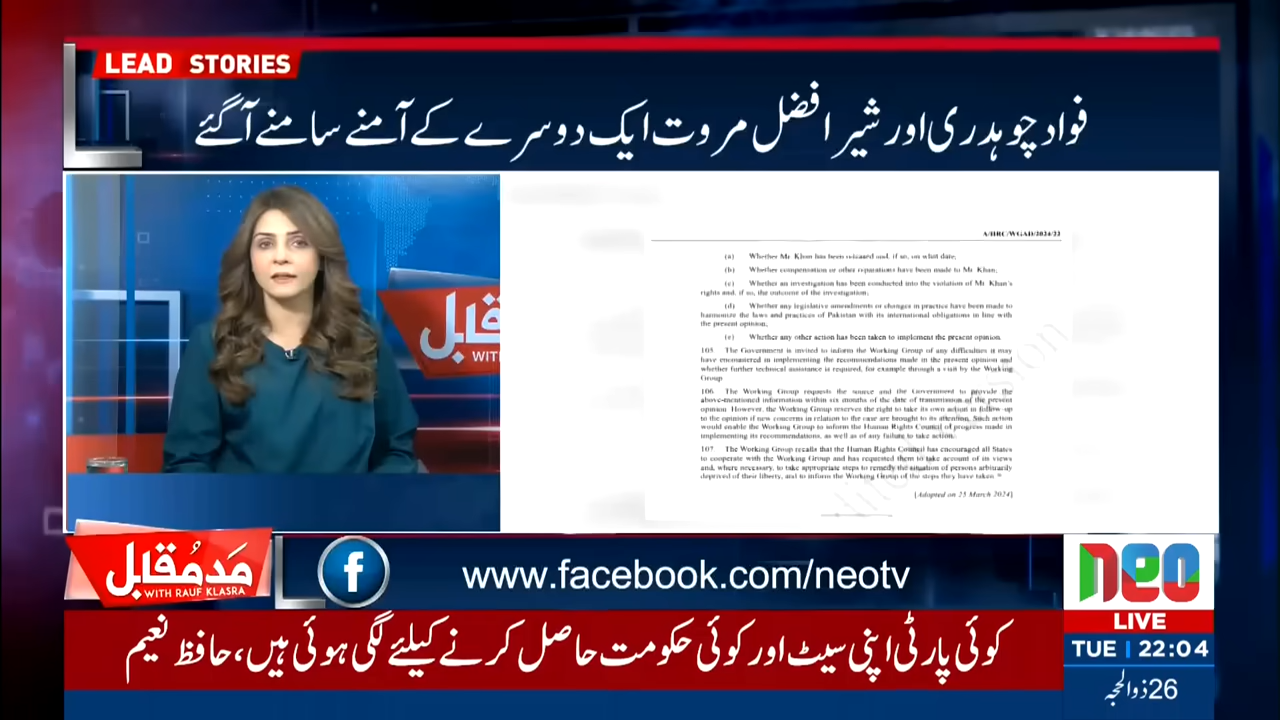 LEAD STORIES
فواد چوہدری اور شیر افضل مروت ایک دوسرے کے آمنے سامنے آگئے
قابل
WITH
A/HRC/WGAD/2024/22
(a) Whether Mr. Khan has been released and, if so, on what date;
(b) Whether compensation or other reparations have been made to Mr. Khan;
(c) Whether an investigation has been conducted into the violation of Mr. Khan's
rights and, if so, the outcome of the investigation;
(d) Whether any legislative amendments or changes in practice have been made to
harmonize the laws and practices of Pakistan with its international obligations in line with
the present opinion;
(e) Whether any other action has been taken to implement the present opinion.
105. The Government is invited to inform the Working Group of any difficulties it may
have encountered in implementing the recommendations made in the present opinion and
whether further technical assistance is required, for example through a visit by the Working
Group.
106. The Working Group requests the source and the Government to provide the
above-mentioned information within six months of the date of transmission of the present
opinion. However, the Working Group reserves the right to take its own action in follow-up
to the opinion if new concerns in relation to the case are brought to its attention. Such action
would enable the Working Group to inform the Human Rights Council of progress made in
implementing its recommendations, as well as of any failure to take action.
107. The Working Group recalls that the Human Rights Council has encouraged all States
to cooperate with the Working Group and has requested them to take account of its views
and, where necessary, to take appropriate steps to remedy the situation of persons arbitrarily
deprived of their liberty, and to inform the Working Group of the steps they have taken.
[Adopted on 25 March 2024]
مَدمُقابل
WITH RAUF KLASRA
f
www.facebook.com/neotv
neo
LIVE
کوئی پارٹی اپنی سیٹ اور کوئی حکومت حاصل کرنے کیلئے لگی ہوئی ہیں، حافظ نعیم
TUE | 22:04
26 ذوالحجہ